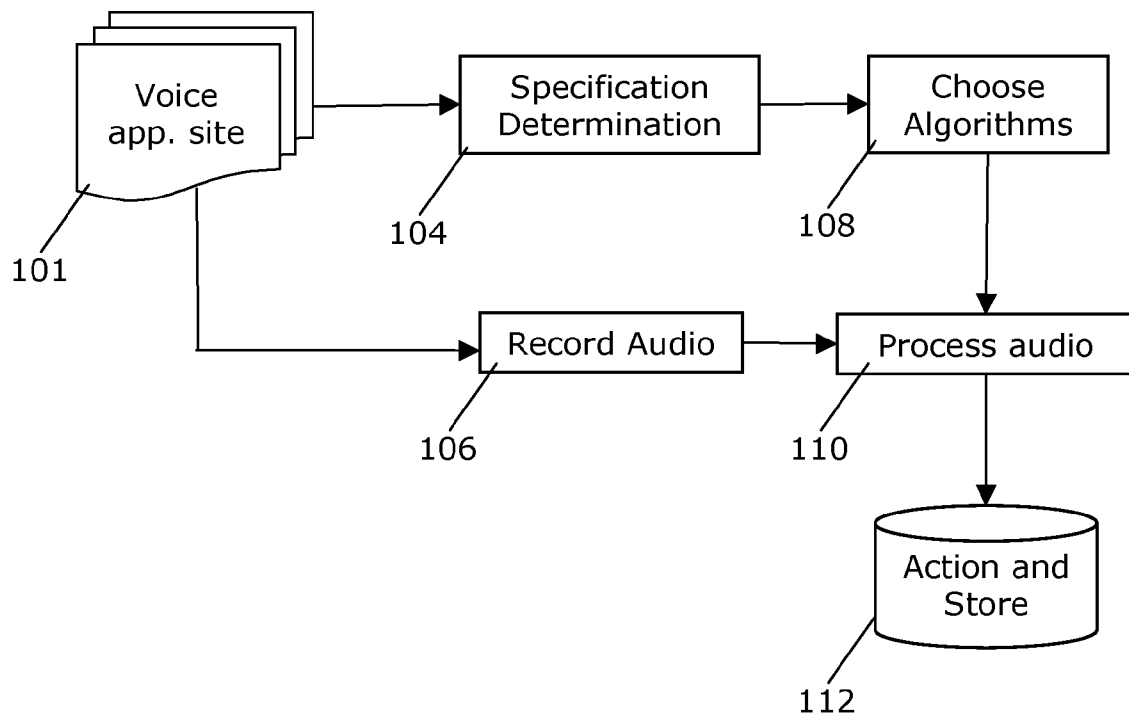 Voice
app. site
Specification
Determination
Choose
Algorithms
101
104
108
Record Audio
Process audio
106
110
Action and
Store
112